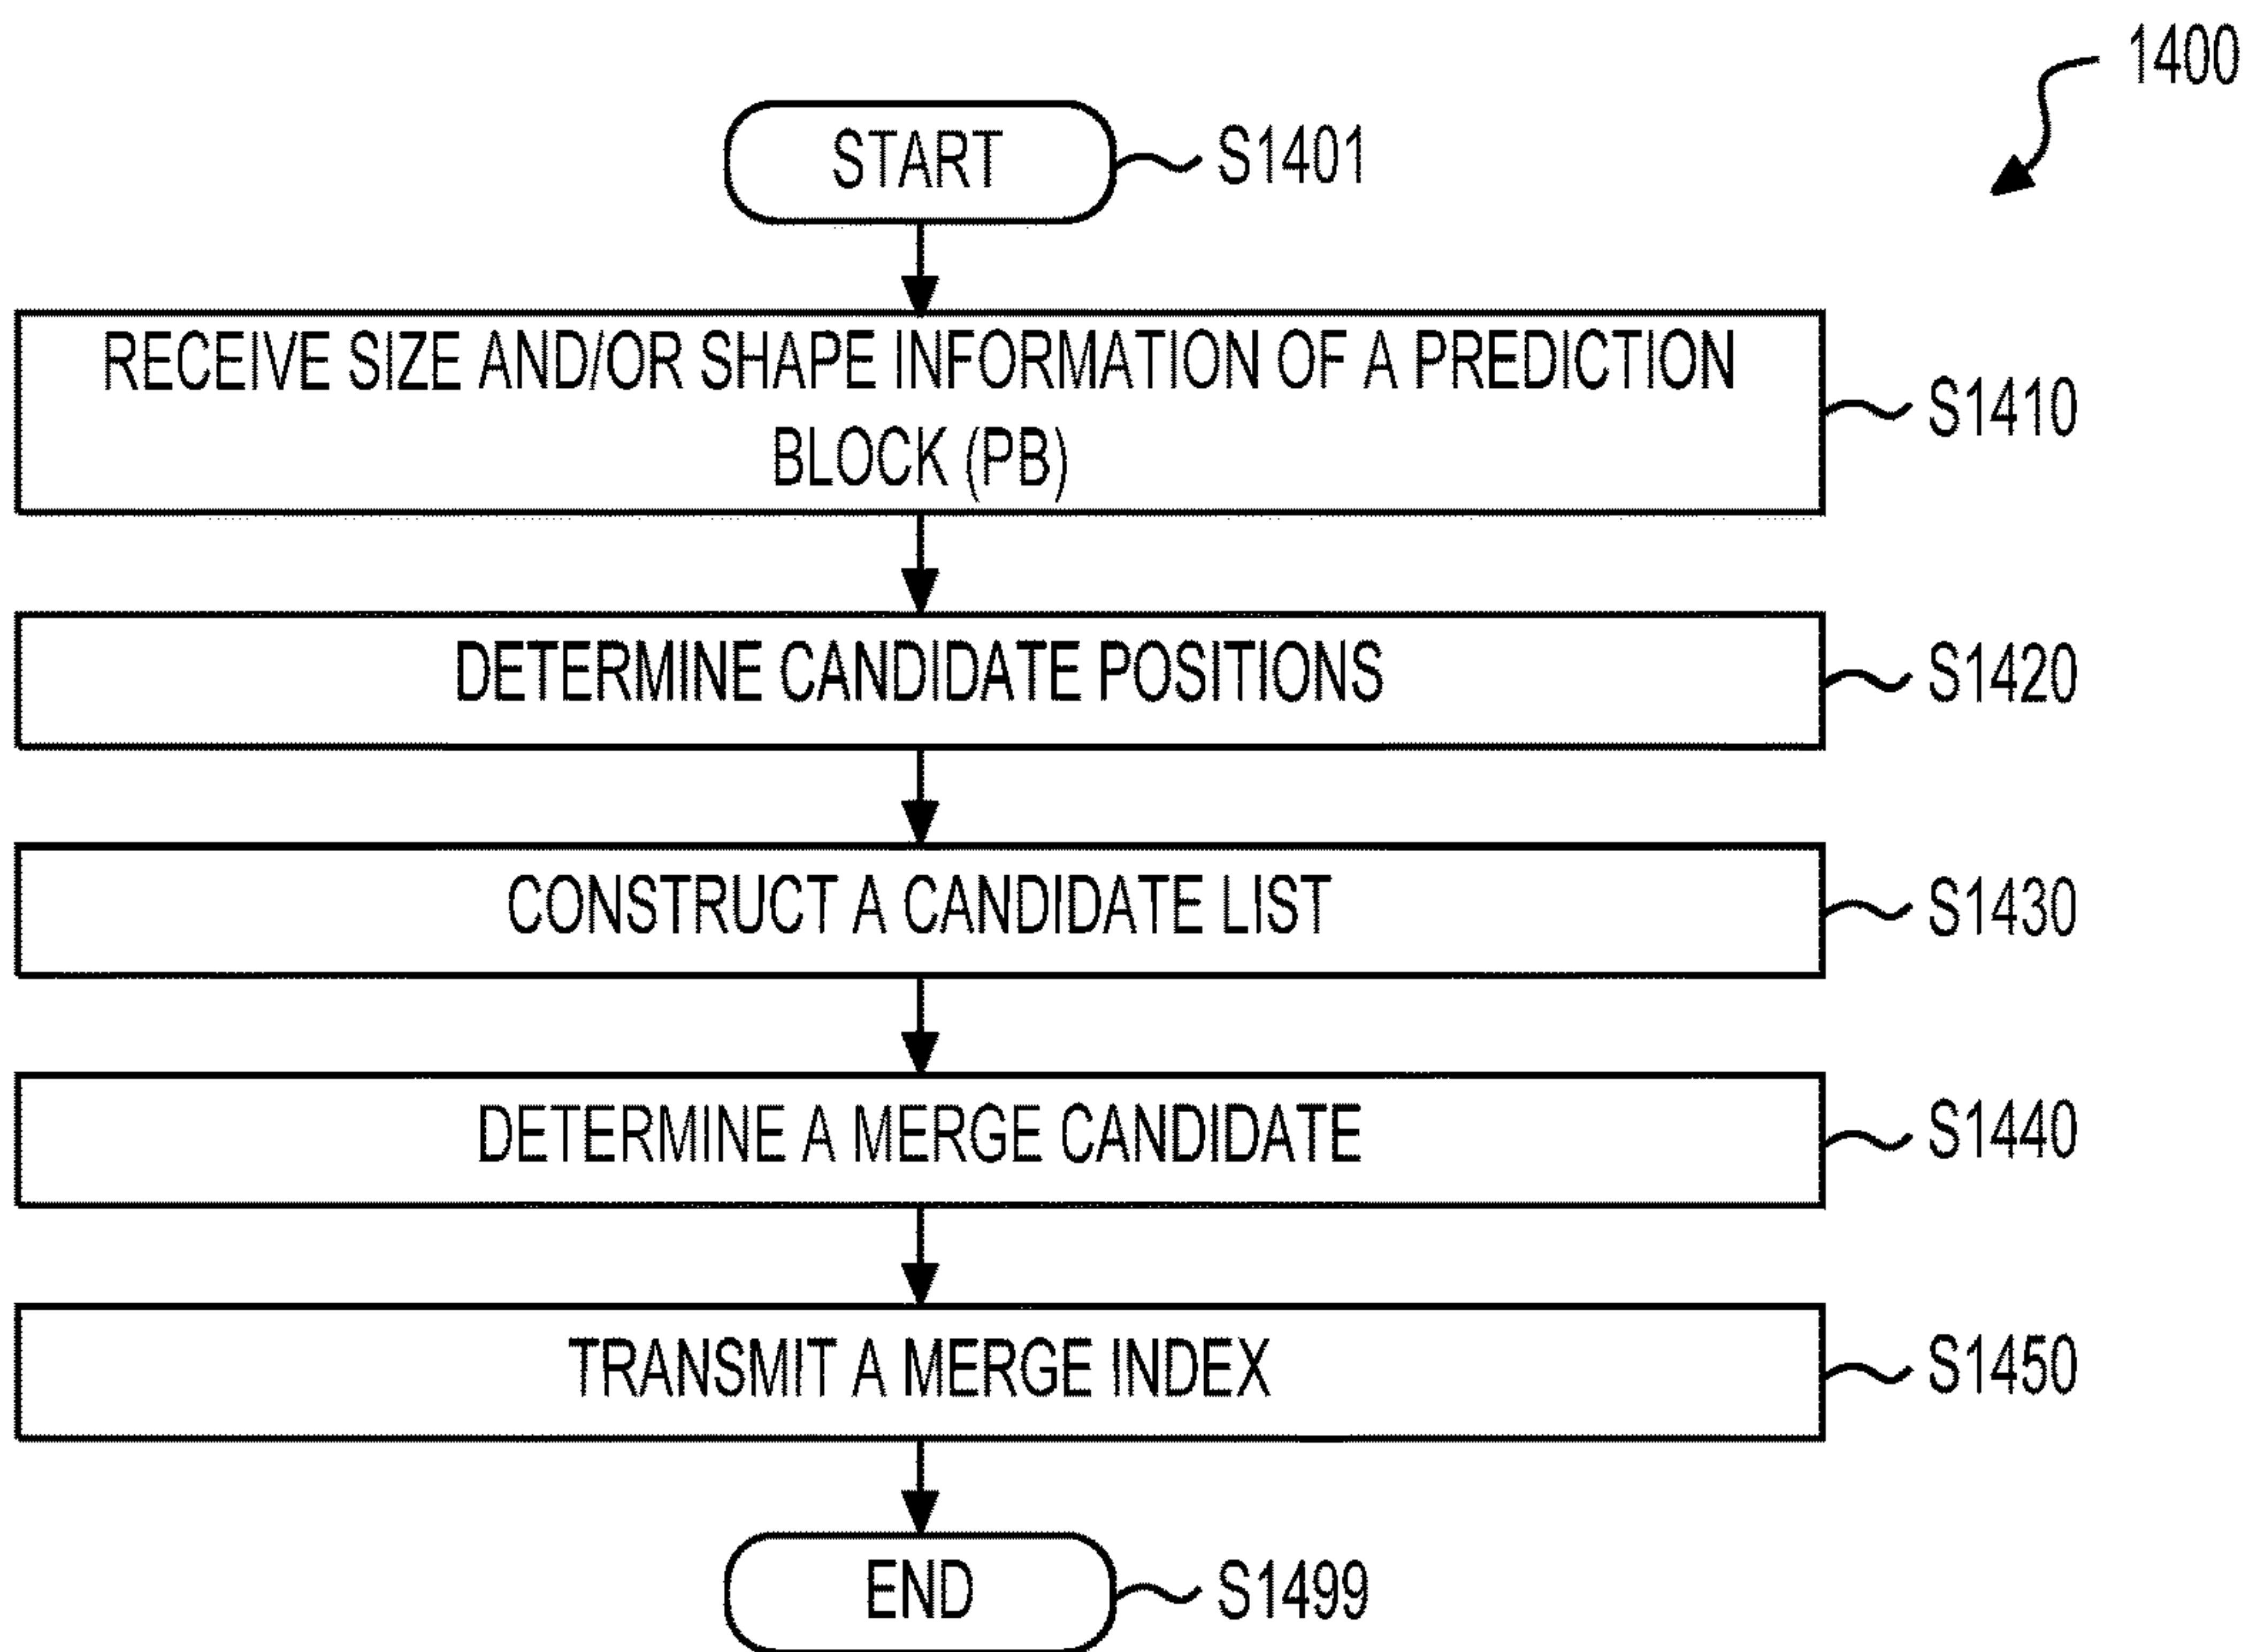 1400
START
S1401
RECEIVE SIZE AND/OR SHAPE INFORMATION OF A PREDICTION
BLOCK (PB)
S1410
DETERMINE CANDIDATE POSITIONS
S1420
CONSTRUCT A CANDIDATE LIST
S1430
DETERMINE A MERGE CANDIDATE
S1440
TRANSMIT A MERGE INDEX
S1450
END
S1499